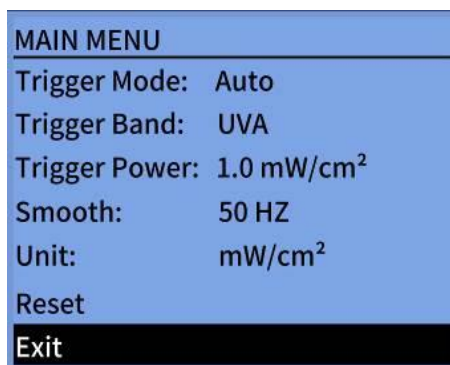 MAIN MENU
Trigger Mode: Auto
Trigger Band: UVA
Trigger Power: 1.0 mW/cm²
Smooth: 50 HZ
Unit: mW/cm²
Reset
Exit